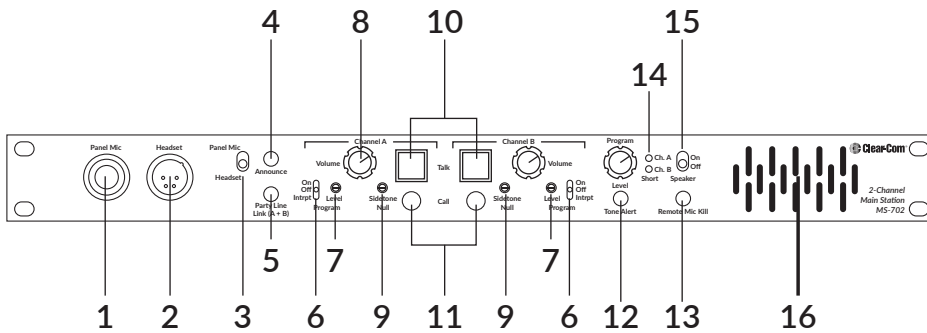 4
8
10
15
14
Panel Mic
Headset
Panel Mic
Headset
Announce
Party Line
Link (A + B)
Channel A
Volume
On
Off
Intrpt
Level
Program
Sidetone
Null
Talk
Call
Channel B
Volume
Sidetone
Null
Level
Program
On
Off
Intrpt
Program
Level
Tone Alert
Ch. A
Ch. B
Short
On
Off
Speaker
Remote Mic Kill
Clear-Com
2-Channel
Main Station
MS-702
5
7
7
1
2
3
6
9
11
9
6
12
13
16